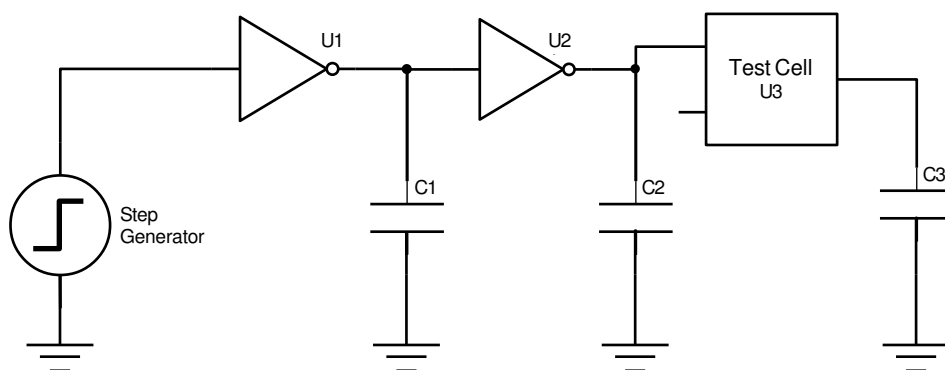 U1
U2
Test Cell
U3
C1
C2
C3
Step
Generator